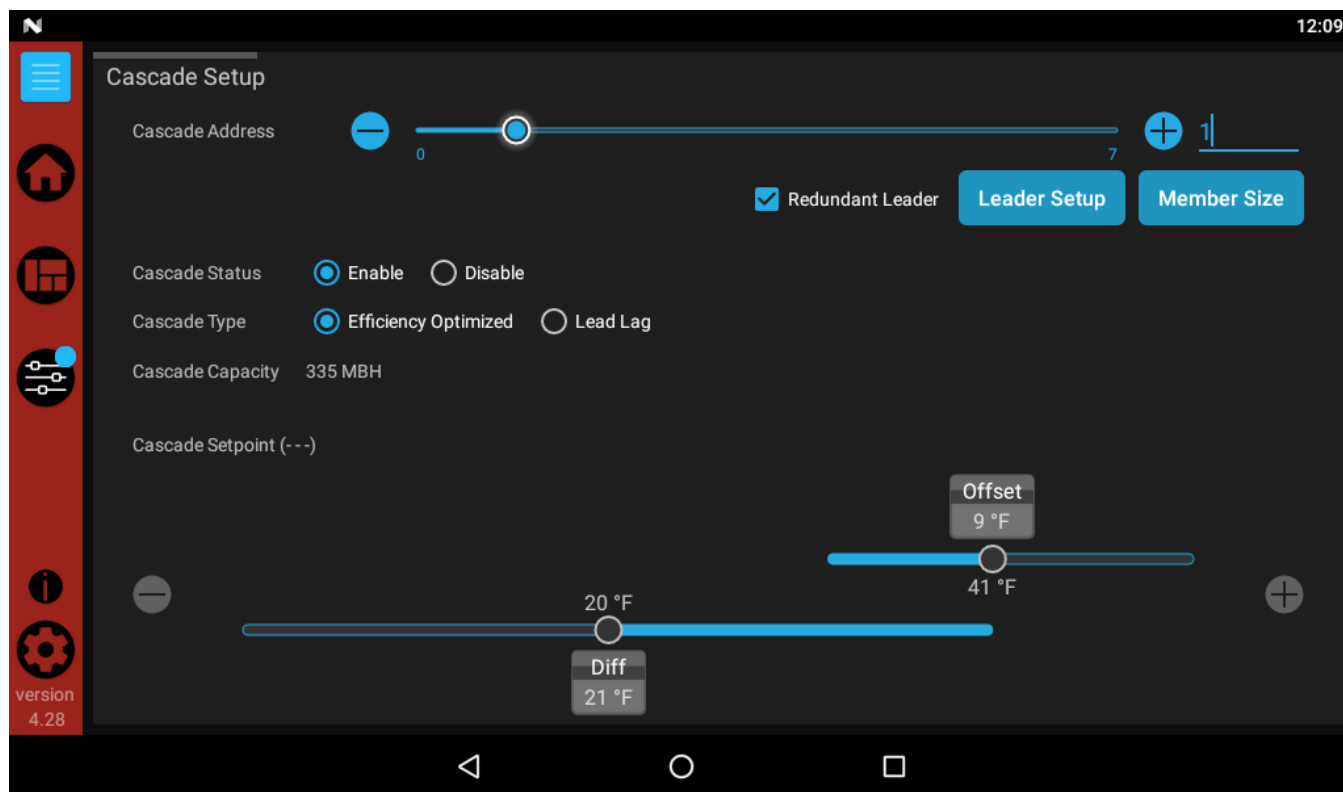 12:09
Cascade Setup
Cascade Address
0
7
1
Redundant Leader
Leader Setup
Member Size
Cascade Status
Enable
Disable
Cascade Type
Efficiency Optimized
Lead Lag
Cascade Capacity
335 MBH
Cascade Setpoint (---)
Offset
9 °F
41 °F
20 °F
Diff
21 °F
version
4.28